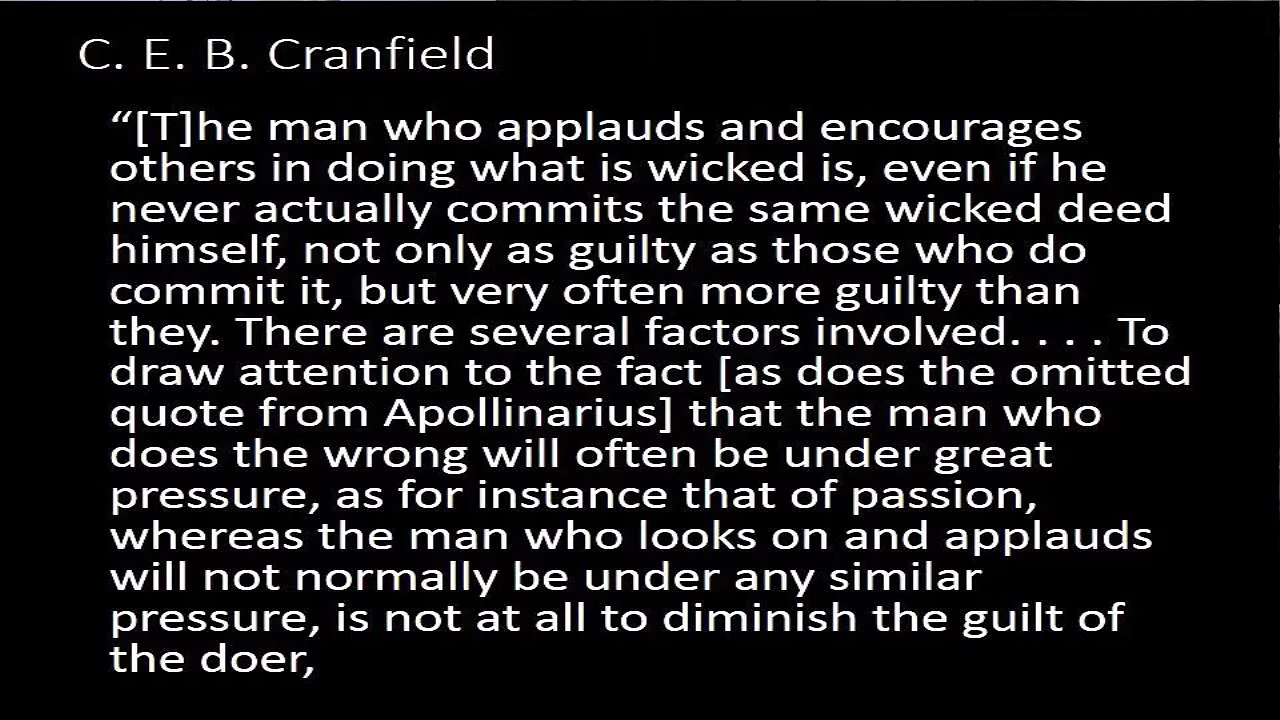 C. E. B. Cranfield
“[T]he man who applauds and encourages
others in doing what is wicked is, even if he
never actually commits the same wicked deed
himself, not only as guilty as those who do
commit it, but very often more guilty than
they. There are several factors involved. . . . To
draw attention to the fact [as does the omitted
quote from Apollinarius] that the man who
does the wrong will often be under great
pressure, as for instance that of passion,
whereas the man who looks on and applauds
will not normally be under any similar
pressure, is not at all to diminish the guilt of
the doer,